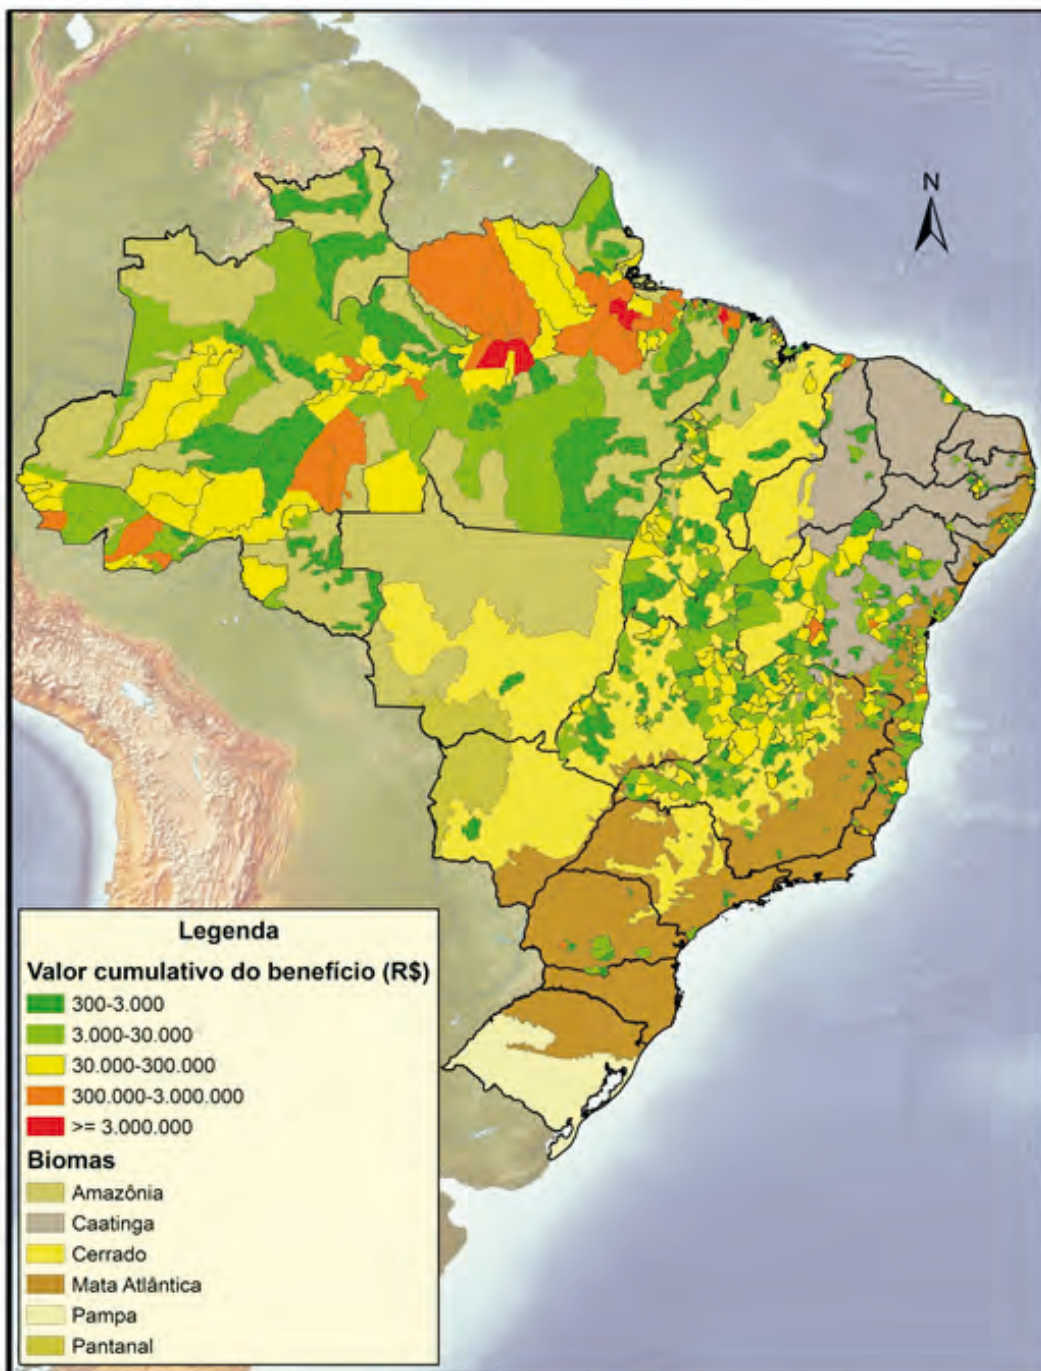 N
Legenda
Valor cumulativo do benefício (R$)
300-3.000
3.000-30.000
30.000-300.000
300.000-3.000.000
>= 3.000.000
Biomas
Amazônia
Caatinga
Cerrado
Mata Atlântica
Pampa
Pantanal